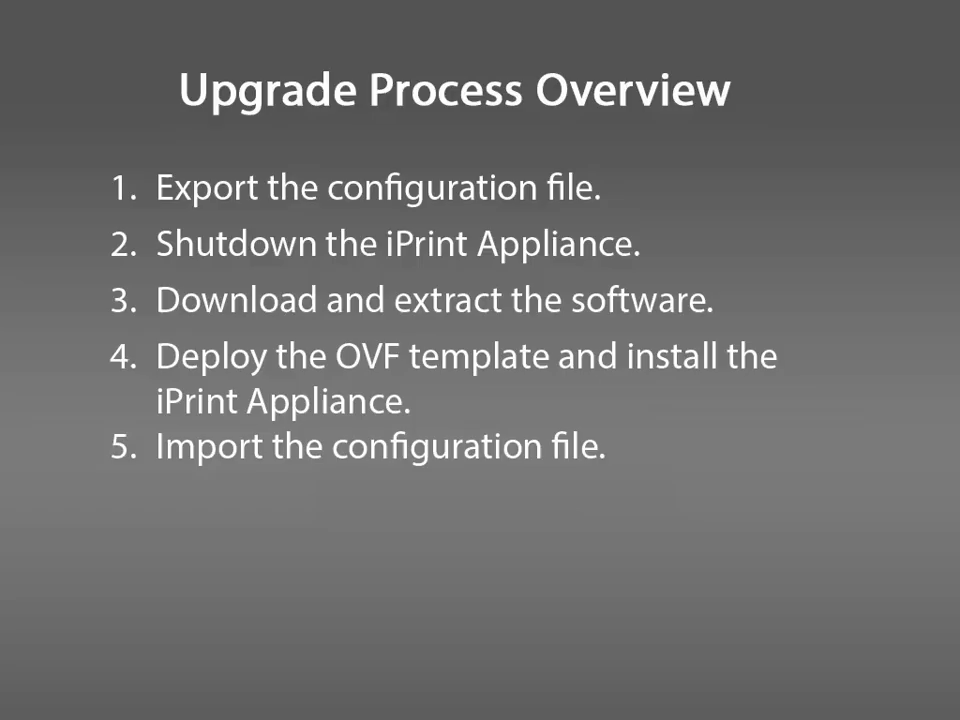 Upgrade Process Overview
1. Export the configuration file.
2. Shutdown the iPrint Appliance.
3. Download and extract the software.
4. Deploy the OVF template and install the
iPrint Appliance.
5. Import the configuration file.